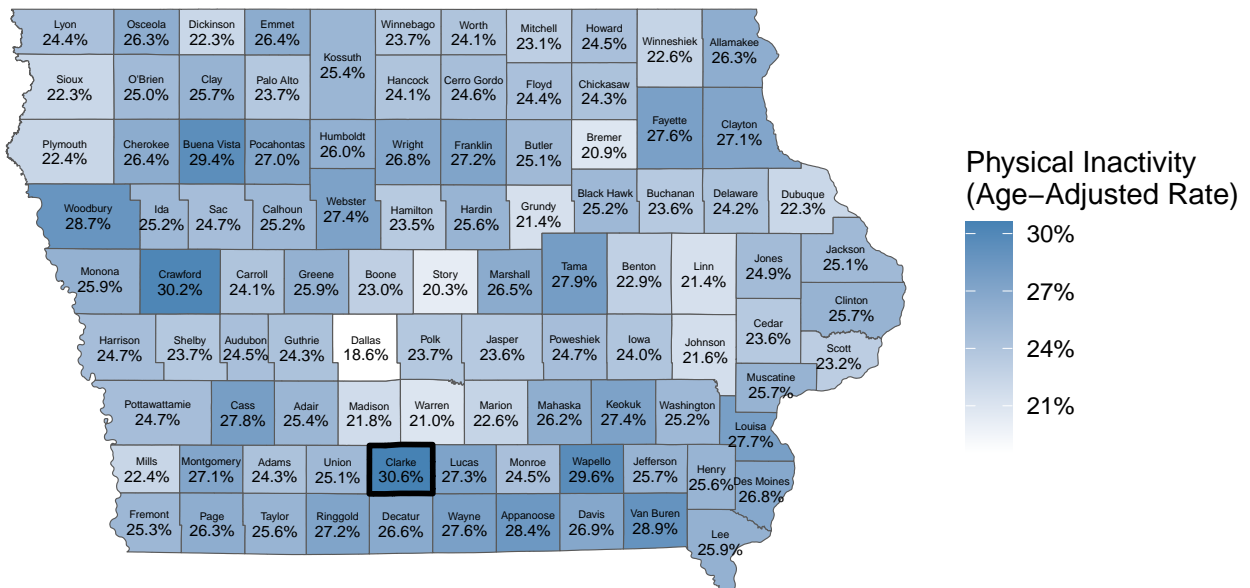 Lyon
24.4%
Osceola
26.3%
Dickinson
22.3%
Emmet
26.4%
Kossuth
25.4%
Winnebago
23.7%
Worth
24.1%
Mitchell
23.1%
Howard
24.5%
Winneshiek
22.6%
Allamakee
26.3%
Sioux
22.3%
O'Brien
25.0%
Clay
25.7%
Palo Alto
23.7%
Hancock
24.1%
Cerro Gordo
24.6%
Floyd
24.4%
Chickasaw
24.3%
Fayette
27.6%
Clayton
27.1%
Plymouth
22.4%
Cherokee
26.4%
Buena Vista
29.4%
Pocahontas
27.0%
Humboldt
26.0%
Wright
26.8%
Franklin
27.2%
Butler
25.1%
Bremer
20.9%
Physical Inactivity
(Age−Adjusted Rate)
30%
27%
24%
21%
Woodbury
28.7%
Ida
25.2%
Sac
24.7%
Calhoun
25.2%
Webster
27.4%
Hamilton
23.5%
Hardin
25.6%
Grundy
21.4%
Black Hawk
25.2%
Buchanan
23.6%
Delaware
24.2%
Dubuque
22.3%
Monona
25.9%
Crawford
30.2%
Carroll
24.1%
Greene
25.9%
Boone
23.0%
Story
20.3%
Marshall
26.5%
Tama
27.9%
Benton
22.9%
Linn
21.4%
Jones
24.9%
Jackson
25.1%
Clinton
25.7%
Harrison
24.7%
Shelby
23.7%
Audubon
24.5%
Guthrie
24.3%
Dallas
18.6%
Polk
23.7%
Jasper
23.6%
Poweshiek
24.7%
Iowa
24.0%
Johnson
21.6%
Cedar
23.6%
Scott
23.2%
Muscatine
25.7%
Pottawattamie
24.7%
Cass
27.8%
Adair
25.4%
Madison
21.8%
Warren
21.0%
Marion
22.6%
Mahaska
26.2%
Keokuk
27.4%
Washington
25.2%
Louisa
27.7%
Mills
22.4%
Montgomery
27.1%
Adams
24.3%
Union
25.1%
Clarke
30.6%
Lucas
27.3%
Monroe
24.5%
Wapello
29.6%
Jefferson
25.7%
Henry
25.6%
Des Moines
26.8%
Fremont
25.3%
Page
26.3%
Taylor
25.6%
Ringgold
27.2%
Decatur
26.6%
Wayne
27.6%
Appanoose
28.4%
Davis
26.9%
Van Buren
28.9%
Lee
25.9%